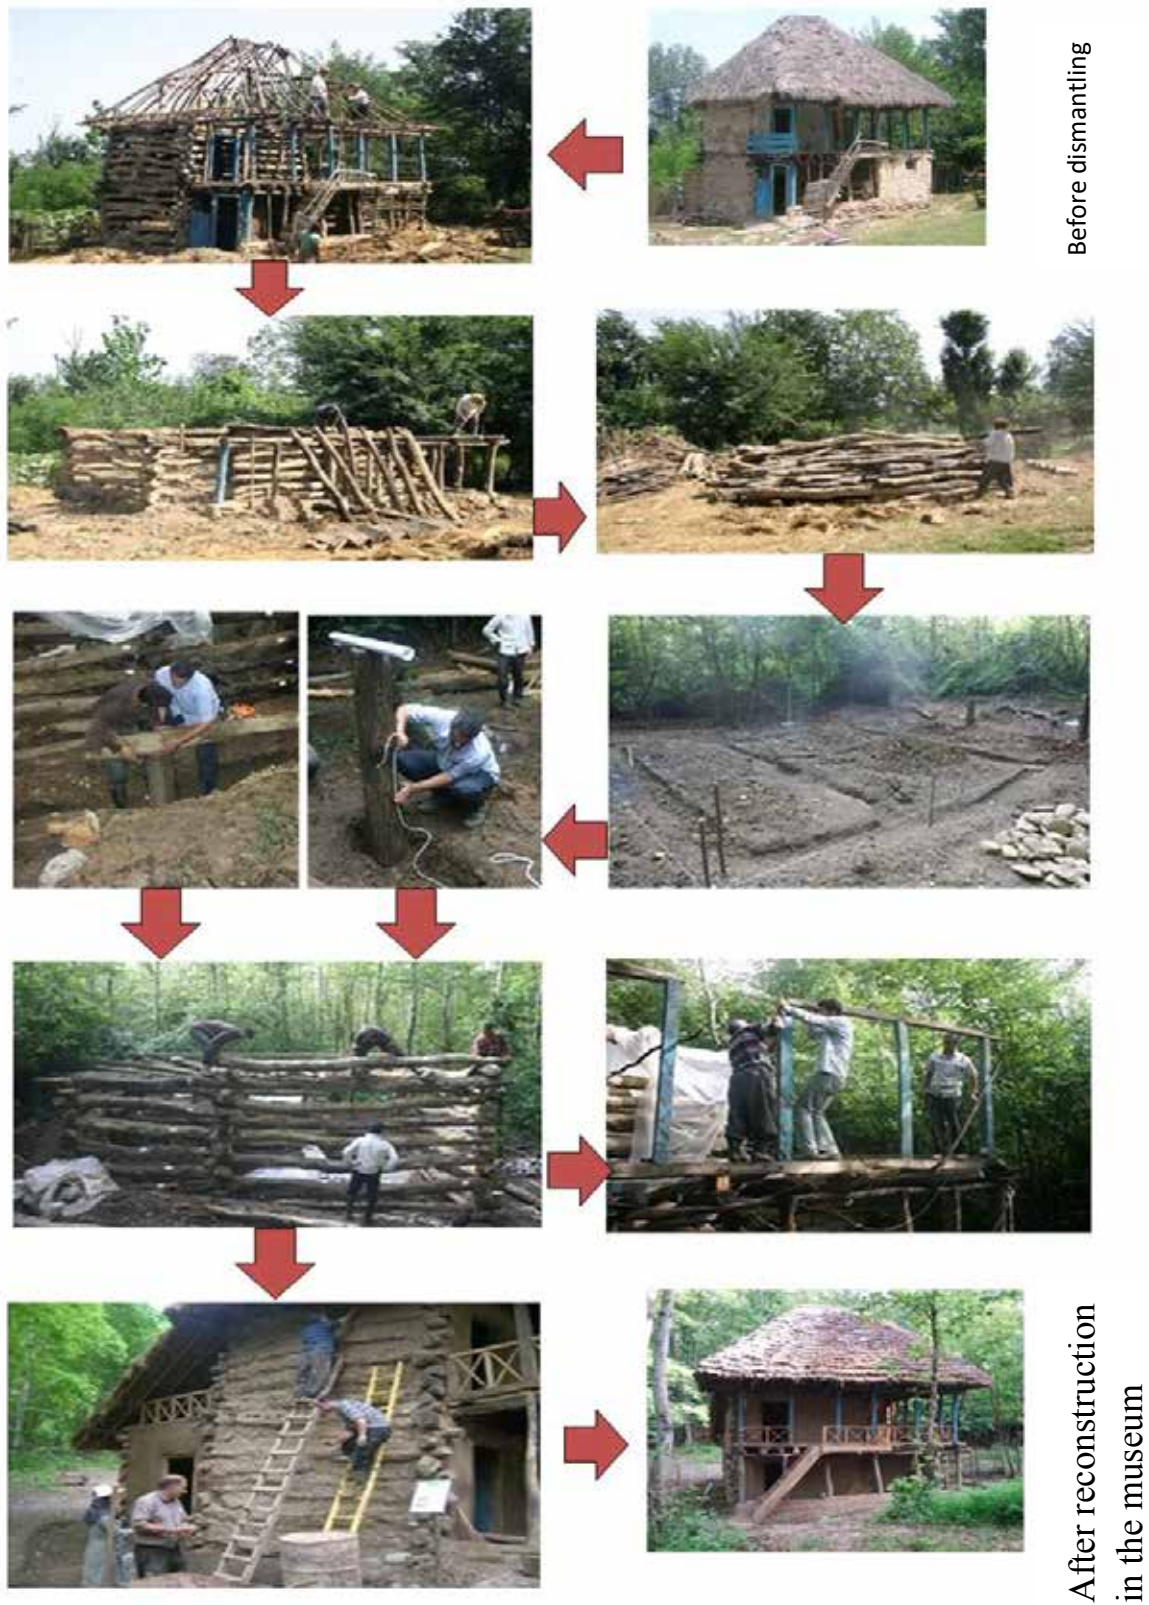 Before dismantling
After reconstruction
in the museum